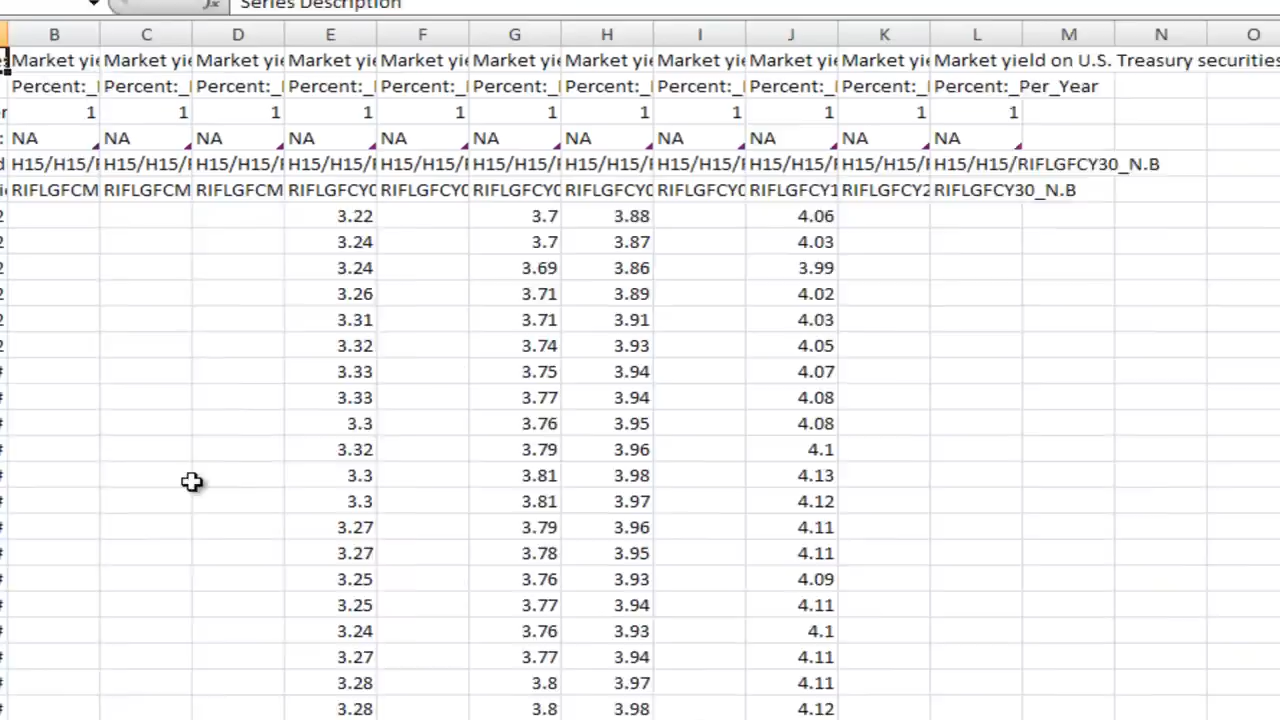 Series Description
B C D E F G H I J K L M N O
Market yie Market yie Market yie Market yie Market yie Market yie Market yie Market yie Market yie Market yie Market yield on U.S. Treasury securities
Percent:_ Percent:_ Percent:_ Percent:_ Percent:_ Percent:_ Percent:_ Percent:_ Percent:_ Percent:_ Percent:_Per_Year
1 1 1 1 1 1 1 1 1 1 1
NA NA NA NA NA NA NA NA NA NA NA
H15/H15/ H15/H15/ H15/H15/ H15/H15/ H15/H15/ H15/H15/ H15/H15/ H15/H15/ H15/H15/ H15/H15/ H15/H15/RIFLGFCY30_N.B
RIFLGFCM RIFLGFCM RIFLGFCM RIFLGFCY0 RIFLGFCY0 RIFLGFCY0 RIFLGFCY0 RIFLGFCY0 RIFLGFCY1 RIFLGFCY2 RIFLGFCY30_N.B
2 3.22 3.7 3.88 4.06
2 3.24 3.7 3.87 4.03
2 3.24 3.69 3.86 3.99
2 3.26 3.71 3.89 4.02
2 3.31 3.71 3.91 4.03
2 3.32 3.74 3.93 4.05
# 3.33 3.75 3.94 4.07
# 3.33 3.77 3.94 4.08
# 3.3 3.76 3.95 4.08
# 3.32 3.79 3.96 4.1
# 3.3 3.81 3.98 4.13
# 3.3 3.81 3.97 4.12
# 3.27 3.79 3.96 4.11
# 3.27 3.78 3.95 4.11
# 3.25 3.76 3.93 4.09
# 3.25 3.77 3.94 4.11
# 3.24 3.76 3.93 4.1
# 3.27 3.77 3.94 4.11
# 3.28 3.8 3.97 4.11
# 3.28 3.8 3.98 4.12